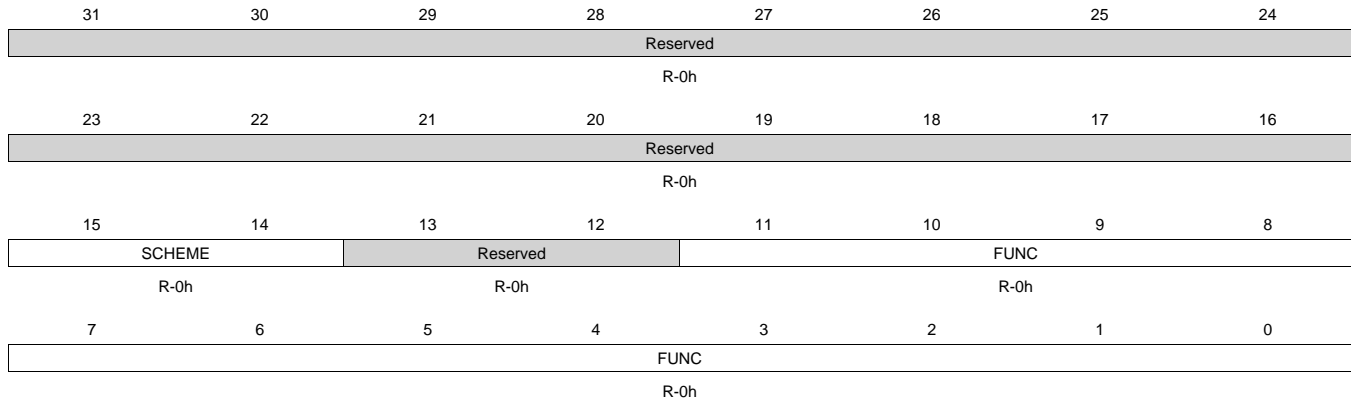 31 30 29 28 27 26 25 24
Reserved
R-0h
23 22 21 20 19 18 17 16
Reserved
R-0h
15 14 13 12 11 10 9 8
SCHEME Reserved FUNC
R-0h R-0h R-0h
7 6 5 4 3 2 1 0
FUNC
R-0h